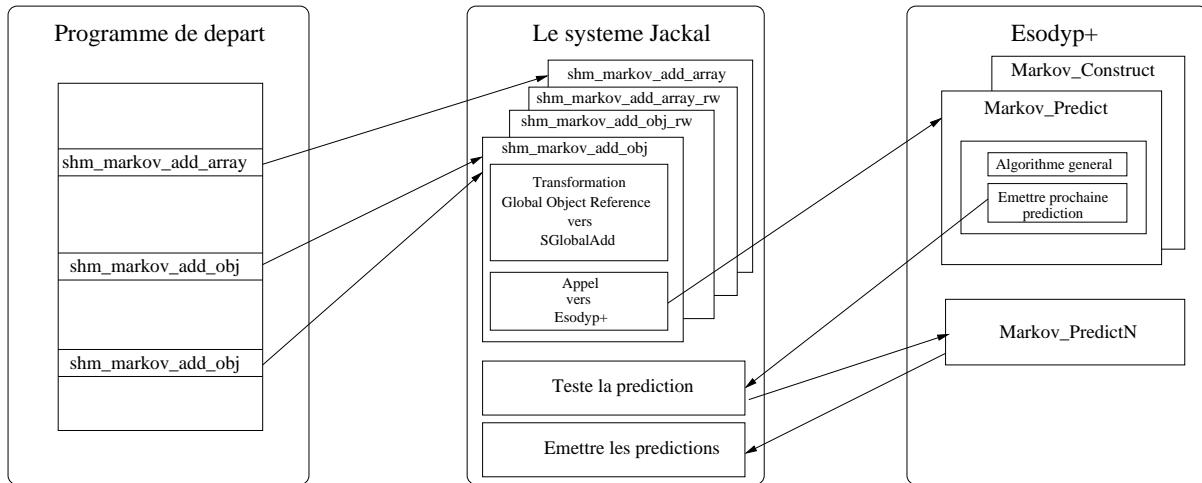 Programme de depart
shm_markov_add_array
shm_markov_add_obj
shm_markov_add_obj
Le systeme Jackal
shm_markov_add_array
shm_markov_add_array_rw
shm_markov_add_obj_rw
shm_markov_add_obj
Transformation
Global Object Reference
vers
SGlobalAdd
Appel
vers
Esodyp+
Teste la prediction
Emettre les predictions
Esodyp+
Markov_Construct
Markov_Predict
Algorithme general
Emettre prochaine
prediction
Markov_PredictN